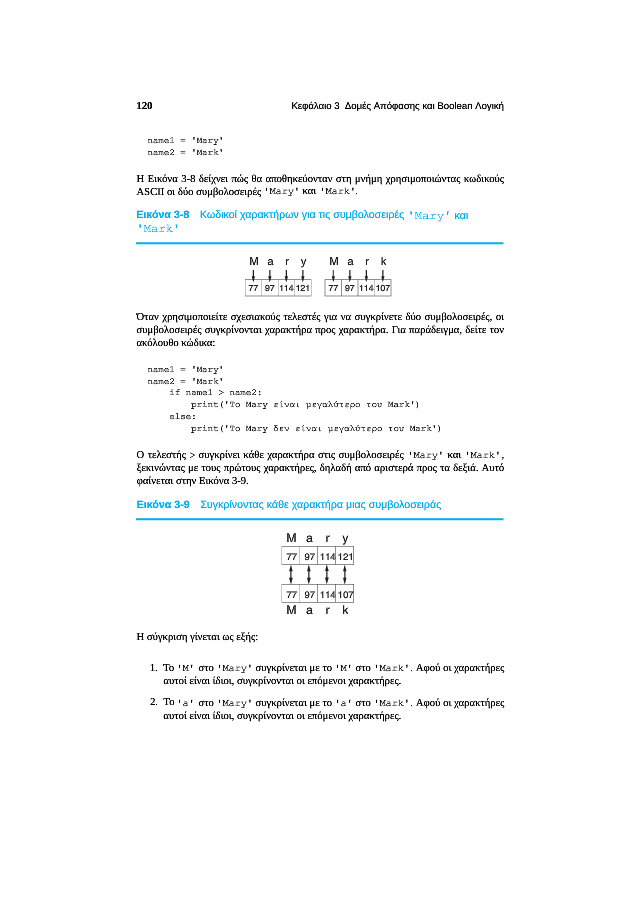 120 Κεφάλαιο 3 Δομές Απόφασης και Boolean Λογική
name1 = 'Mary'
name2 = 'Mark'
Η Εικόνα 3-8 δείχνει πώς θα αποθηκεύονταν στη μνήμη χρησιμοποιώντας κωδικούς
ASCII οι δύο συμβολοσειρές 'Mary' και 'Mark'.
Εικόνα 3-8 Κωδικοί χαρακτήρων για τις συμβολοσειρές 'Mary' και
'Mark'
M a r y M a r k
77 97 114 121 77 97 114 107
Όταν χρησιμοποιείτε σχεσιακούς τελεστές για να συγκρίνετε δύο συμβολοσειρές, οι
συμβολοσειρές συγκρίνονται χαρακτήρα προς χαρακτήρα. Για παράδειγμα, δείτε τον
ακόλουθο κώδικα:
name1 = 'Mary'
name2 = 'Mark'
if name1 > name2:
print('Το Mary είναι μεγαλύτερο του Mark')
else:
print('Το Mary δεν είναι μεγαλύτερο του Mark')
Ο τελεστής > συγκρίνει κάθε χαρακτήρα στις συμβολοσειρές 'Mary' και 'Mark',
ξεκινώντας με τους πρώτους χαρακτήρες, δηλαδή από αριστερά προς τα δεξιά. Αυτό
φαίνεται στην Εικόνα 3-9.
Εικόνα 3-9 Συγκρίνοντας κάθε χαρακτήρα μιας συμβολοσειράς
M a r y
77 97 114 121
77 97 114 107
M a r k
Η σύγκριση γίνεται ως εξής:
1. Το 'M' στο 'Mary' συγκρίνεται με το 'M' στο 'Mark'. Αφού οι χαρακτήρες
αυτοί είναι ίδιοι, συγκρίνονται οι επόμενοι χαρακτήρες.
2. Το 'a' στο 'Mary' συγκρίνεται με το 'a' στο 'Mark'. Αφού οι χαρακτήρες
αυτοί είναι ίδιοι, συγκρίνονται οι επόμενοι χαρακτήρες.